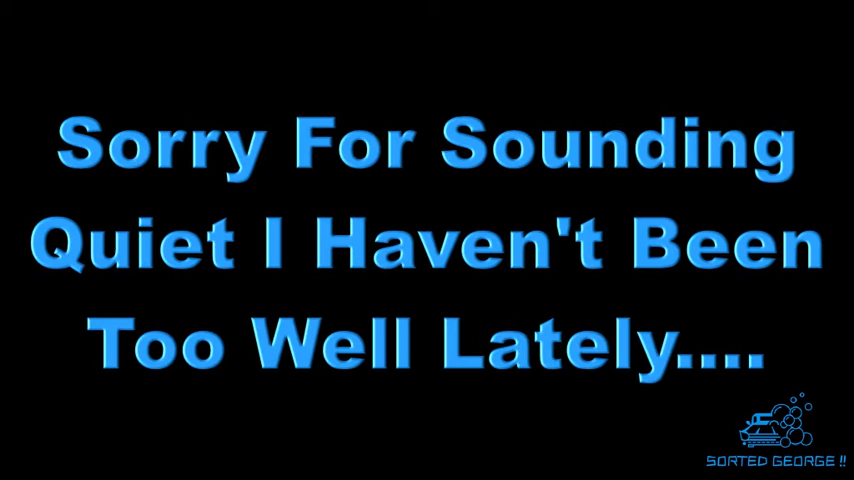 Sorry For Sounding
Quiet I Haven't Been
Too Well Lately....
SORTED GEORGE !!